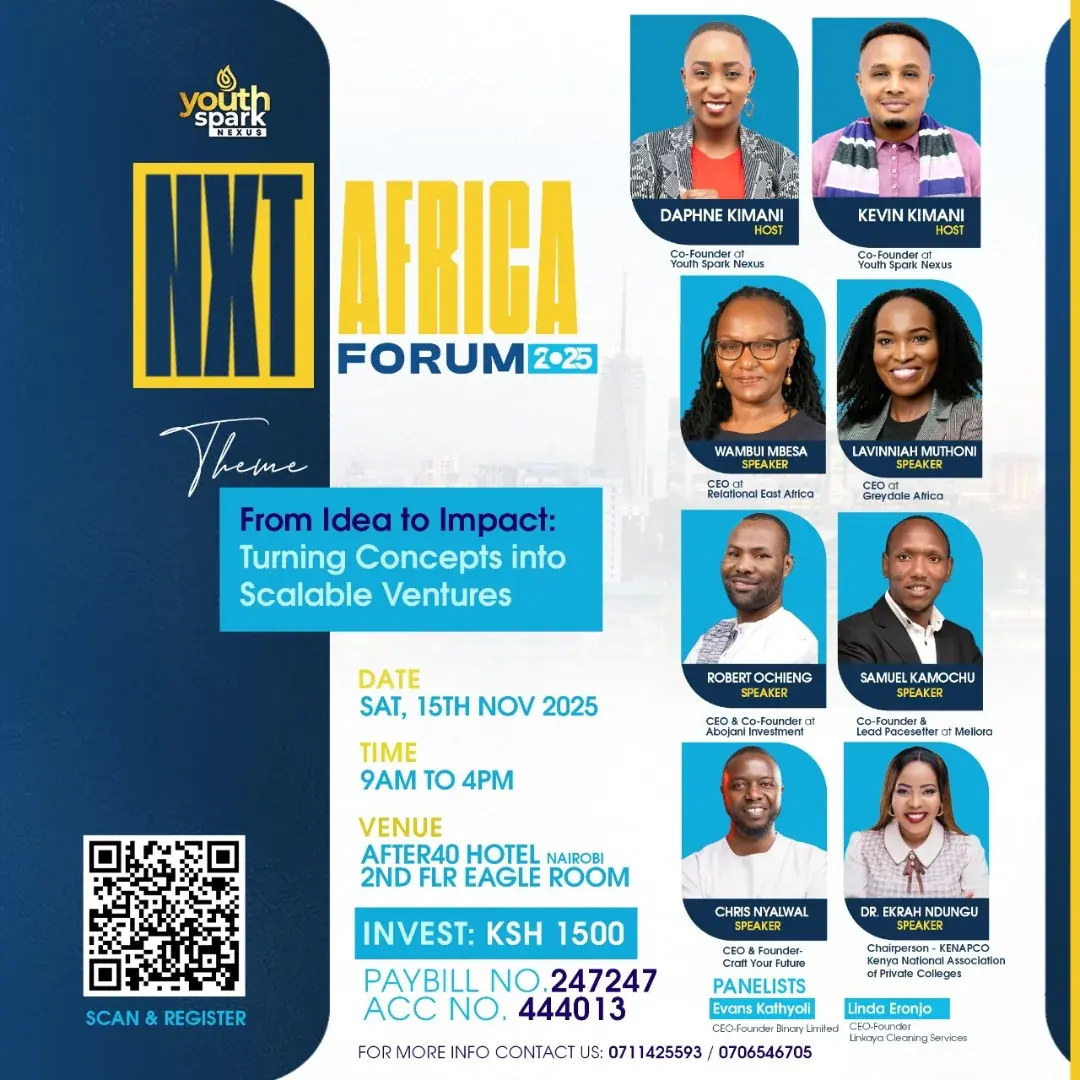 youth
spark
NEXUS
NXT
AFRICA
FORUM 2025
Theme
From Idea to Impact:
Turning Concepts into
Scalable Ventures
DATE
SAT, 15TH NOV 2025
TIME
9AM TO 4PM
VENUE
AFTER40 HOTEL NAIROBI
2ND FLR EAGLE ROOM
INVEST: KSH 1500
PAYBILL NO.247247
ACC NO. 444013
SCAN & REGISTER
FOR MORE INFO CONTACT US: 0711425593 / 0706546705
DAPHNE KIMANI
HOST
Co-Founder at
Youth Spark Nexus
KEVIN KIMANI
HOST
Co-Founder at
Youth Spark Nexus
WAMBUI MBESA
SPEAKER
CEO at
Relational East Africa
LAVINNIAH MUTHONI
SPEAKER
CEO at
Greydale Africa
ROBERT OCHIENG
SPEAKER
CEO & Co-Founder at
Abojani Investment
SAMUEL KAMOCHU
SPEAKER
Co-Founder &
Lead Pacesetter at Meliora
CHRIS NYALWAL
SPEAKER
CEO & Founder-
Craft Your Future
DR. EKRAH NDUNGU
SPEAKER
Chairperson - KENAPCO
Kenya National Association
of Private Colleges
PANELISTS
Evans Kathyoli
CEO-Founder Binary Limited
Linda Eronjo
CEO-Founder
Linkaya Cleaning Services